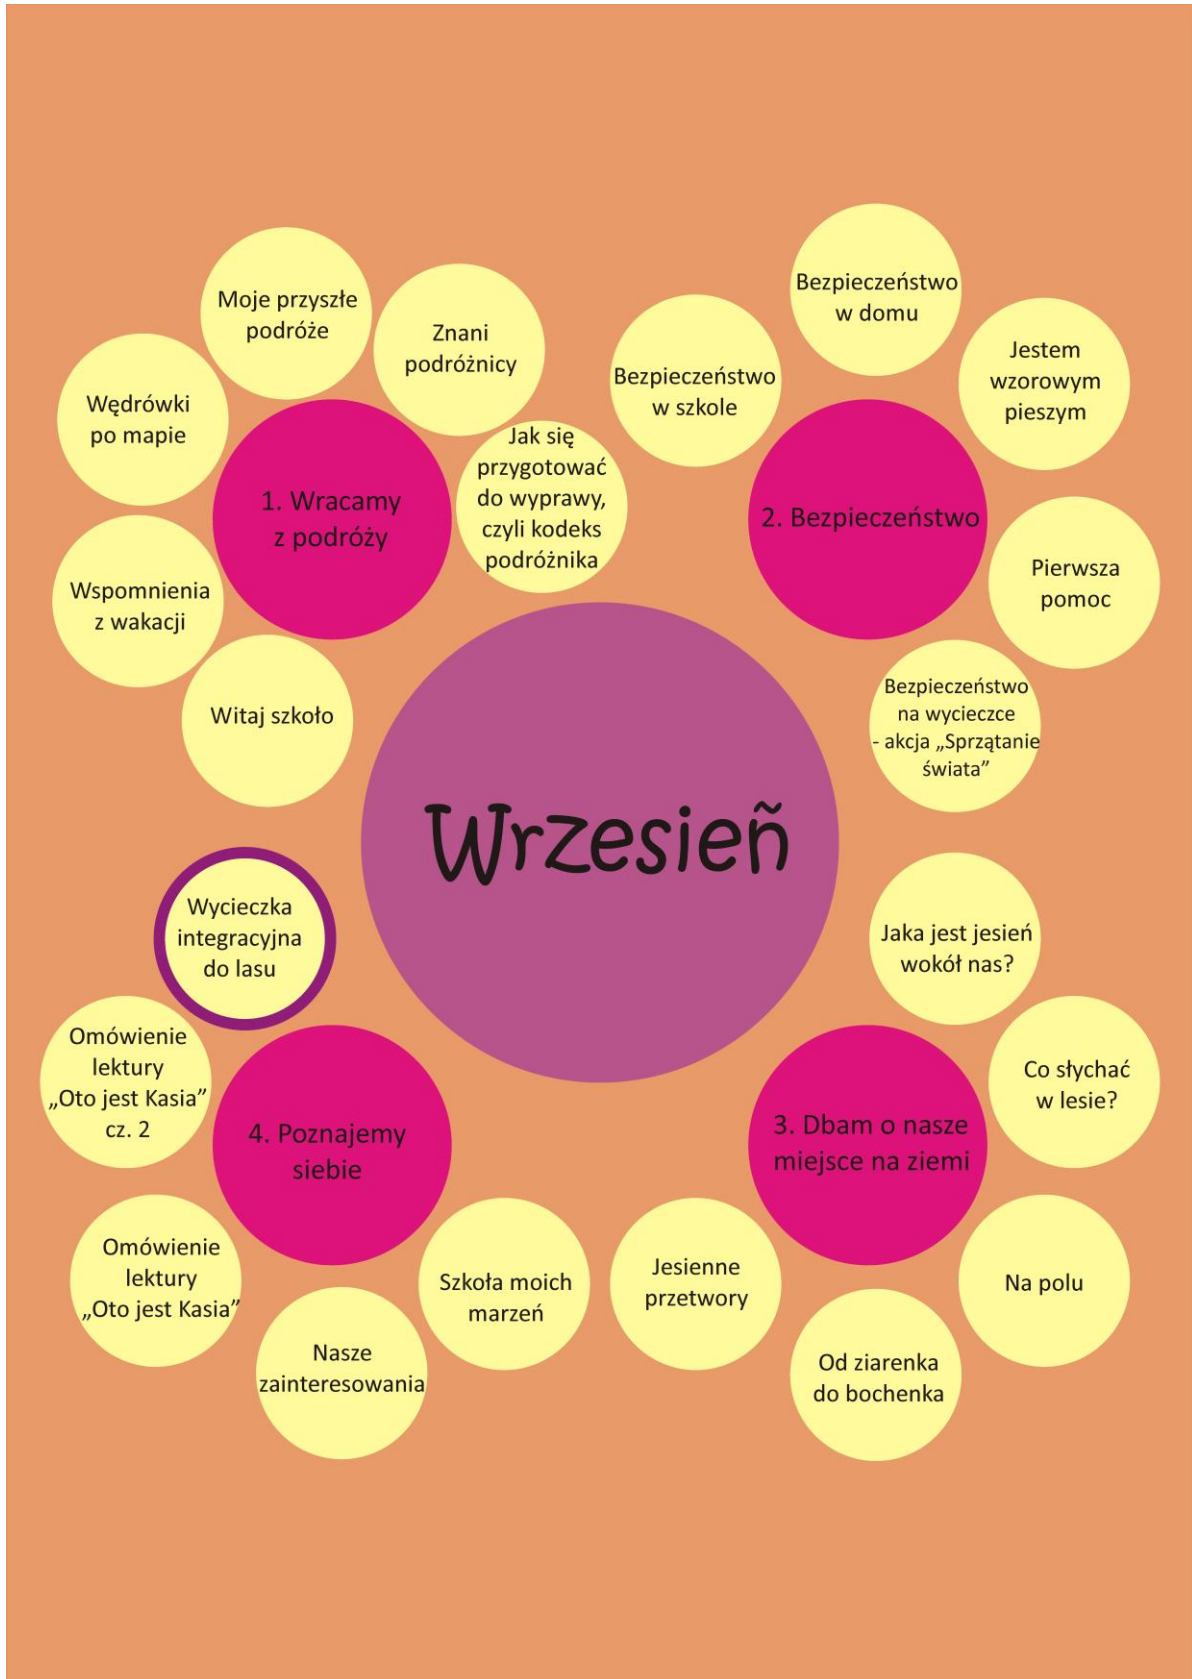 Moje przyszłe
podróże
Znani
podróżnicy
Wędrówki
po mapie
Jak się
przygotować
do wyprawy,
czyli kodeks
podróżnika
1. Wracamy
z podróży
Wspomnienia
z wakacji
Witaj szkoło
Bezpieczeństwo
w domu
Bezpieczeństwo
w szkole
Jestem
wzorowym
pieszym
2. Bezpieczeństwo
Pierwsza
pomoc
Bezpieczeństwo
na wycieczce
- akcja „Sprzątanie
świata”
Wrzesieñ
Wycieczka
integracyjna
do lasu
Omówienie
lektury
„Oto jest Kasia”
cz. 2
4. Poznajemy
siebie
Omówienie
lektury
„Oto jest Kasia”
Nasze
zainteresowania
Szkoła moich
marzeń
Jaka jest jesień
wokół nas?
Co słychać
w lesie?
3. Dbam o nasze
miejsce na ziemi
Jesienne
przetwory
Na polu
Od ziarenka
do bochenka